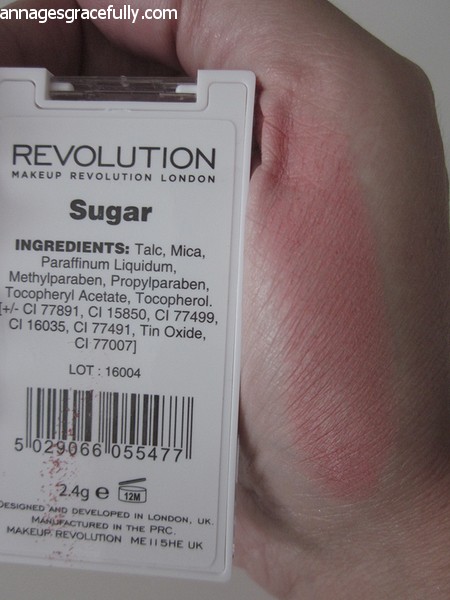 annagesgracefully.com
REVOLUTION
MAKEUP REVOLUTION LONDON
Sugar
INGREDIENTS: Talc, Mica,
Paraffinum Liquidum,
Methylparaben, Propylparaben,
Tocopheryl Acetate, Tocopherol.
[+/- CI 77891, CI 15850, CI 77499,
CI 16035, CI 77491, Tin Oxide,
CI 77007]
LOT : 16004
5 029066 055477
2.4g e 12M
DESIGNED AND DEVELOPED IN LONDON, UK.
MANUFACTURED IN THE PRC.
MAKEUP REVOLUTION ME115HE UK